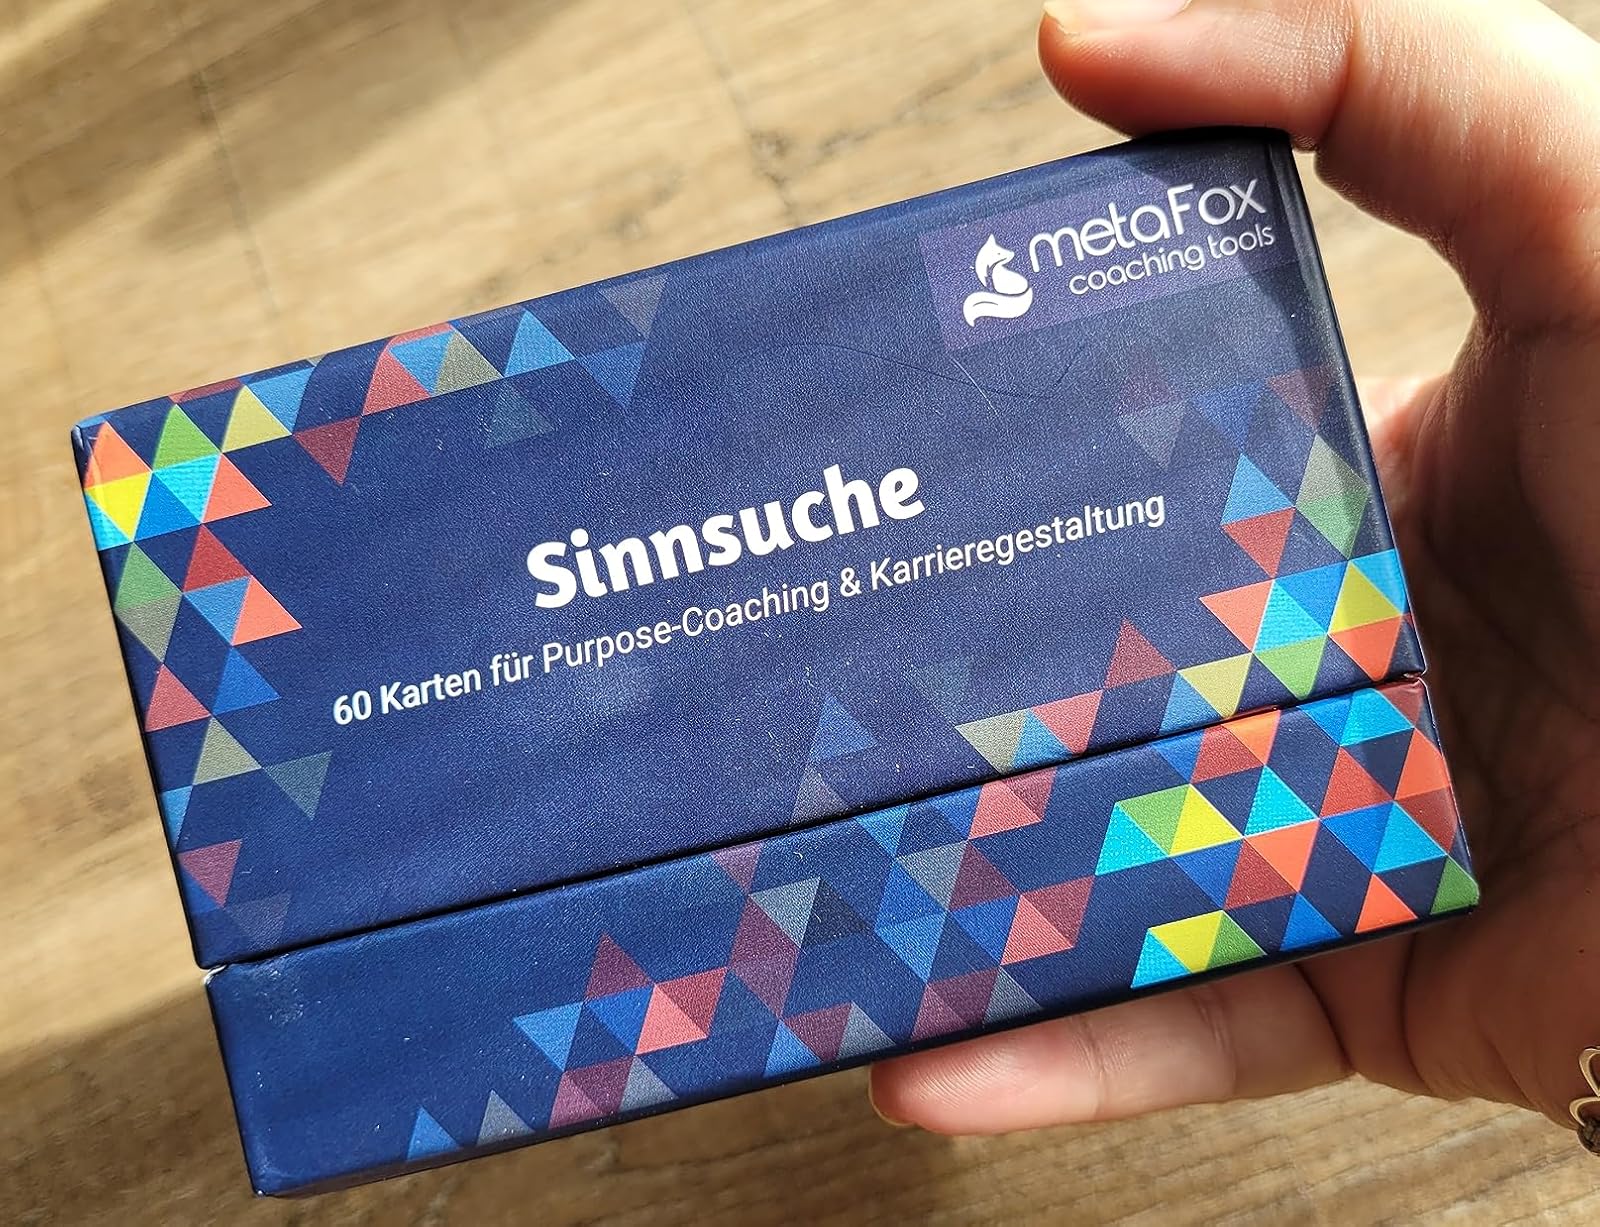 metaFox
coaching tools
Sinnsuche
60 Karten für Purpose-Coaching & Karrieregestaltung